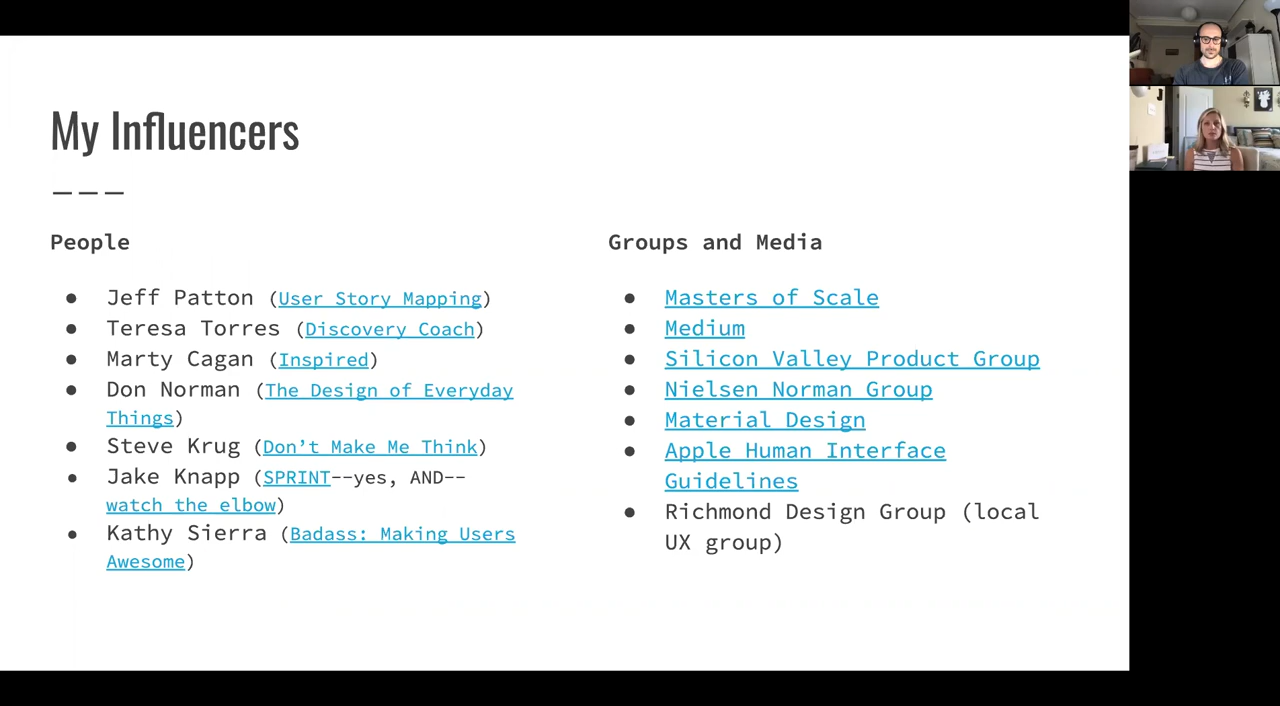 My Influencers
People
● Jeff Patton (User Story Mapping)
● Teresa Torres (Discovery Coach)
● Marty Cagan (Inspired)
● Don Norman (The Design of Everyday
Things)
● Steve Krug (Don’t Make Me Think)
● Jake Knapp (SPRINT--yes, AND--
watch the elbow)
● Kathy Sierra (Badass: Making Users
Awesome)
Groups and Media
● Masters of Scale
● Medium
● Silicon Valley Product Group
● Nielsen Norman Group
● Material Design
● Apple Human Interface
Guidelines
● Richmond Design Group (local
UX group)